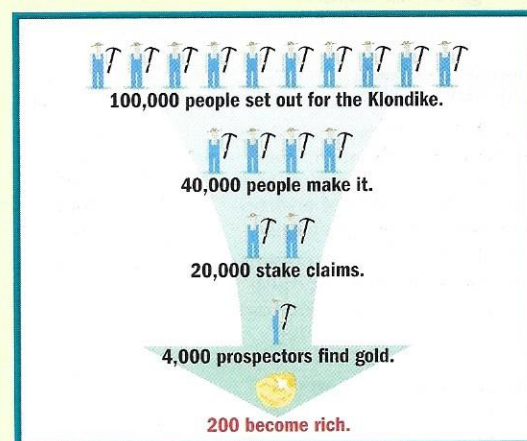 100,000 people set out for the Klondike.
40,000 people make it.
20,000 stake claims.
4,000 prospectors find gold.
200 become rich.